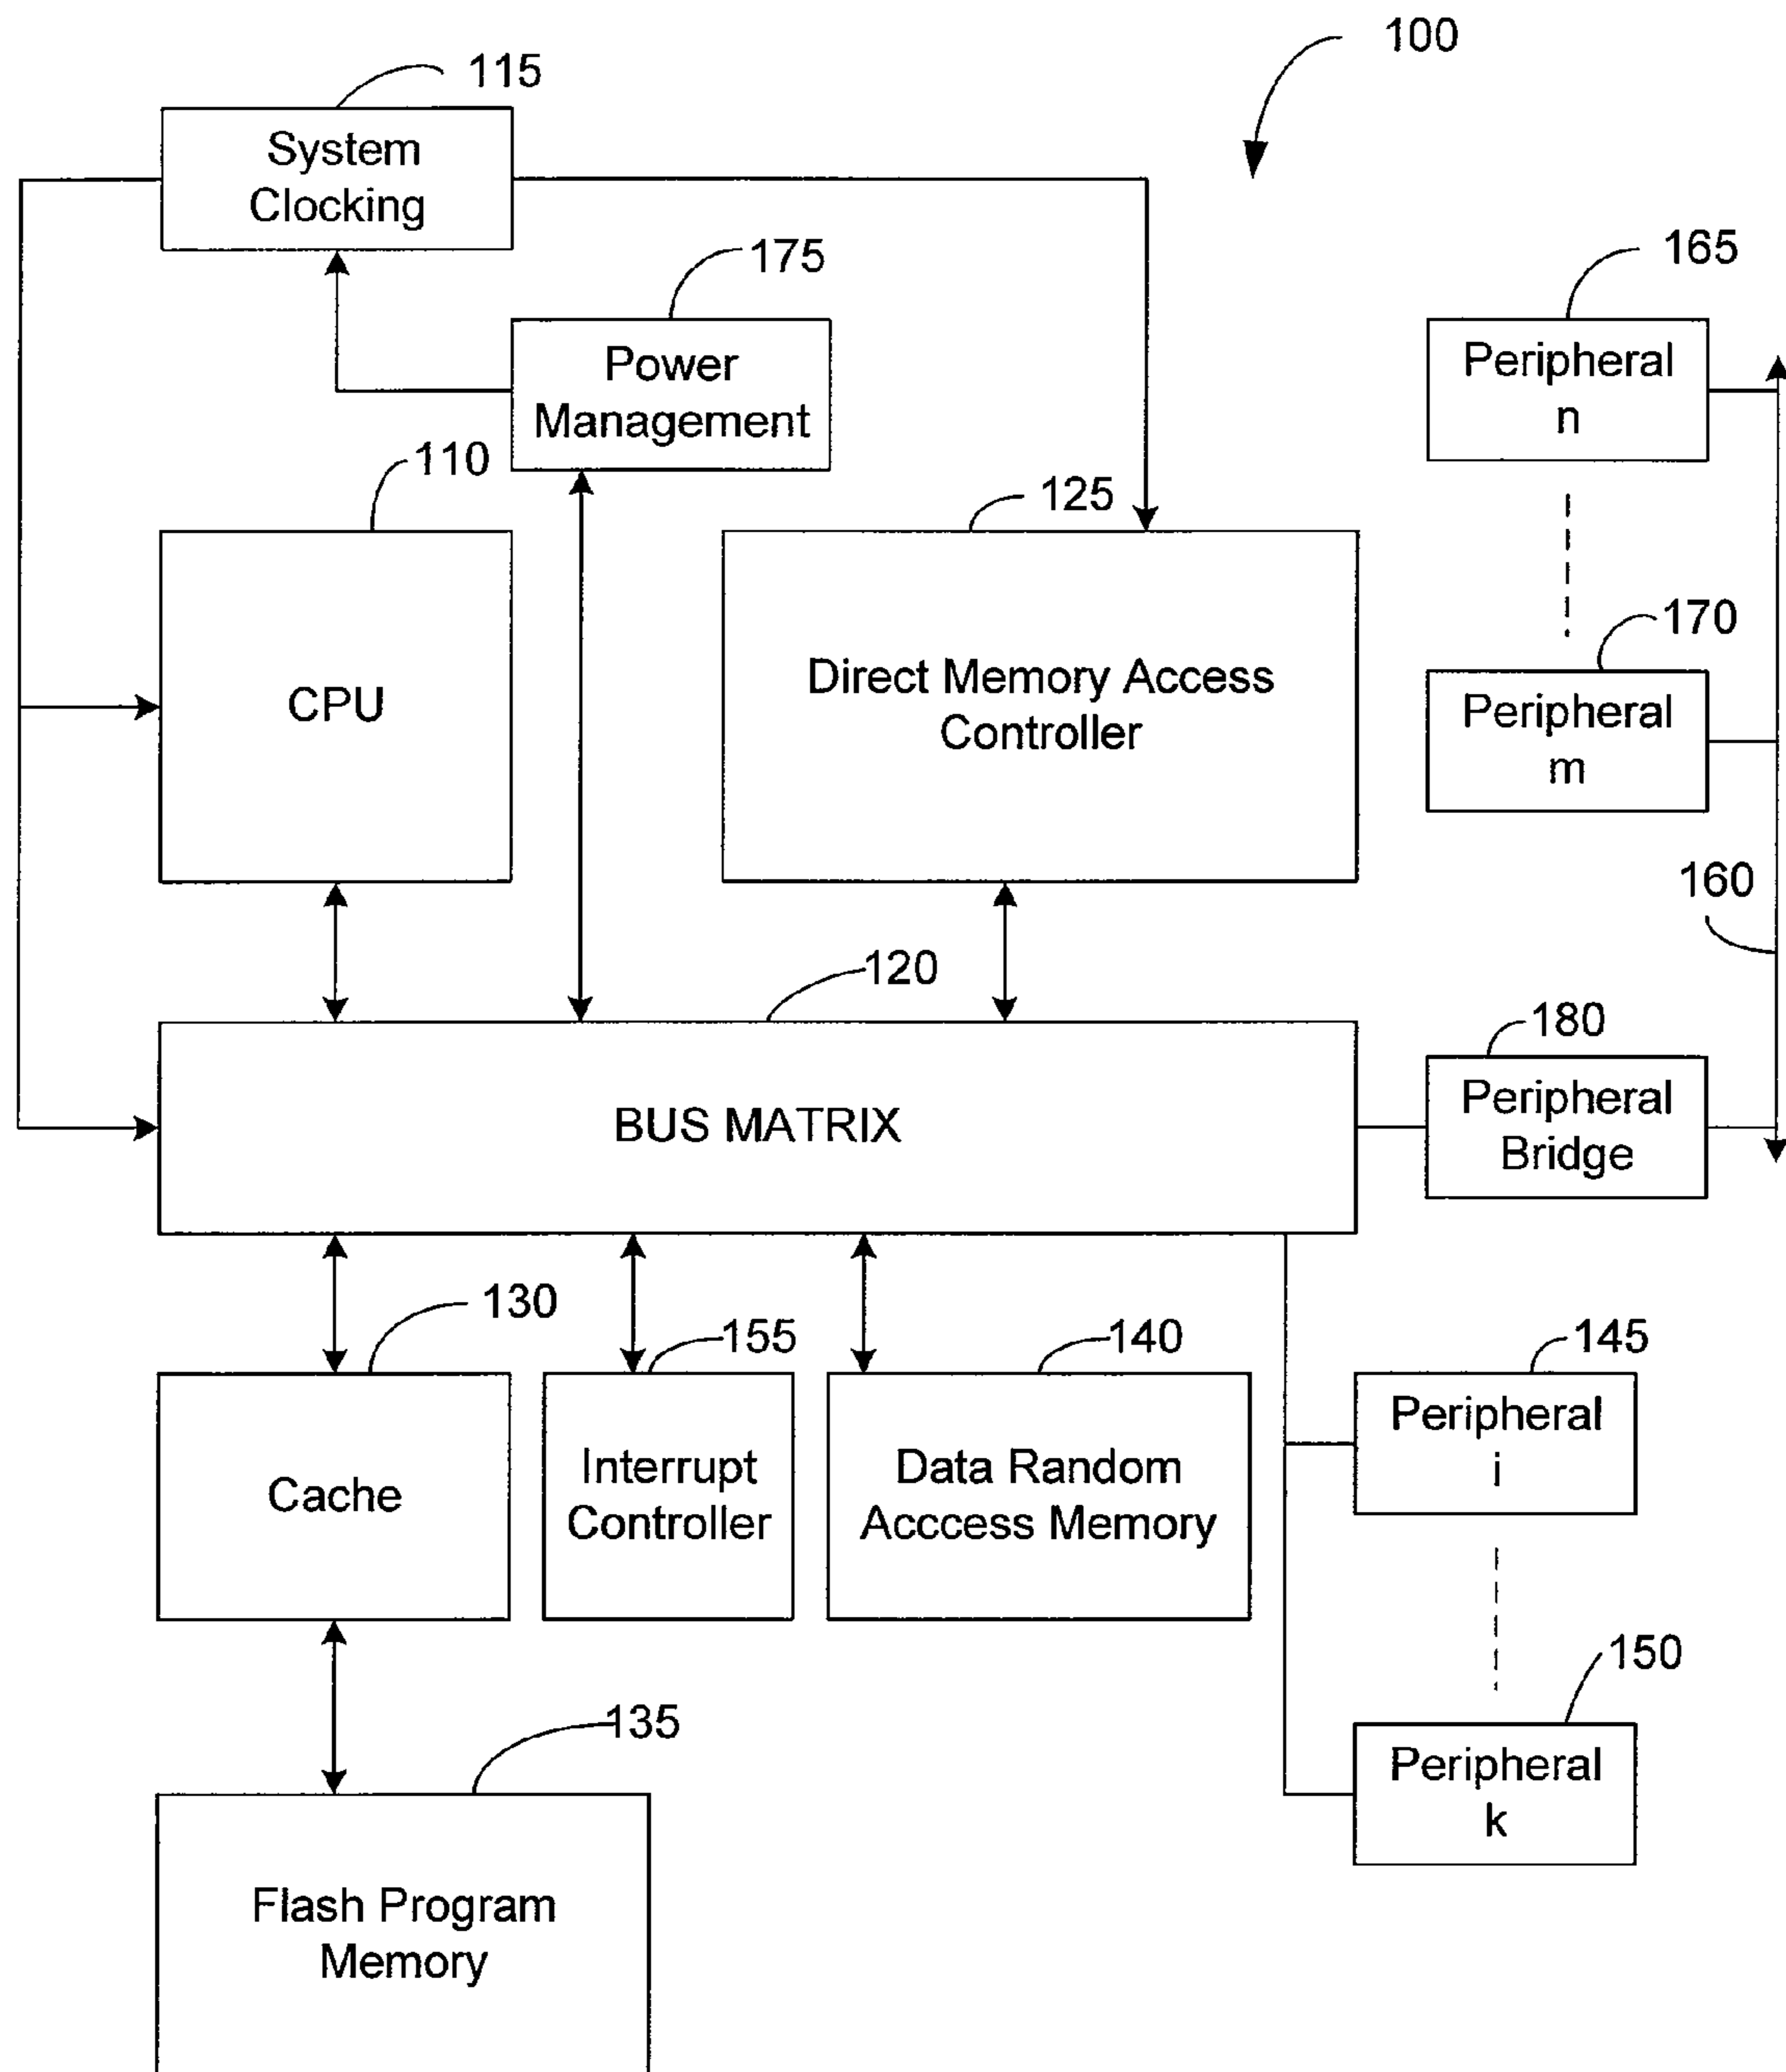 100
115
System
Clocking
175
Power
Management
165
Peripheral
n
110
CPU
125
Direct Memory Access
Controller
170
Peripheral
m
160
120
BUS MATRIX
180
Peripheral
Bridge
130
Cache
155
Interrupt
Controller
140
Data Random
Acccess Memory
145
Peripheral
i
150
Peripheral
k
135
Flash Program
Memory